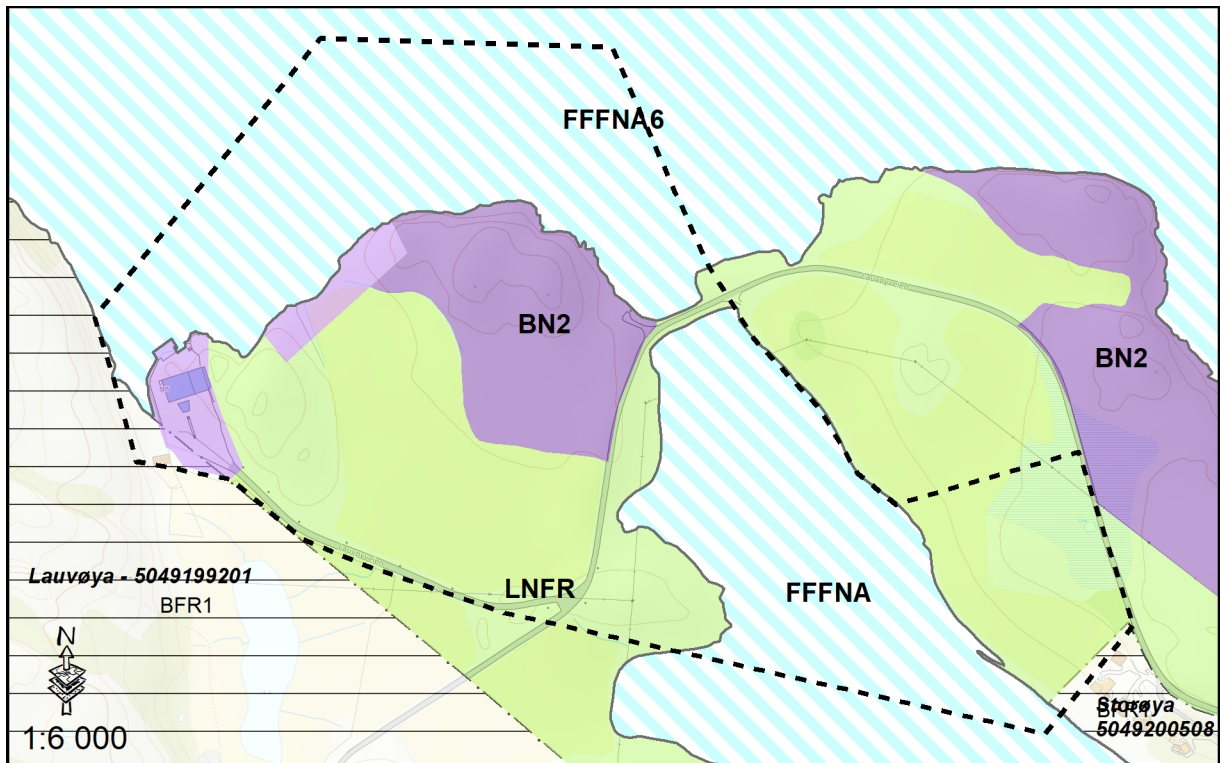 FFFNA6
BN2
BN2
Lauvøya - 5049199201
BFR1
LNFR
FFFNA
N
1:6 000
Storøya
5049200508